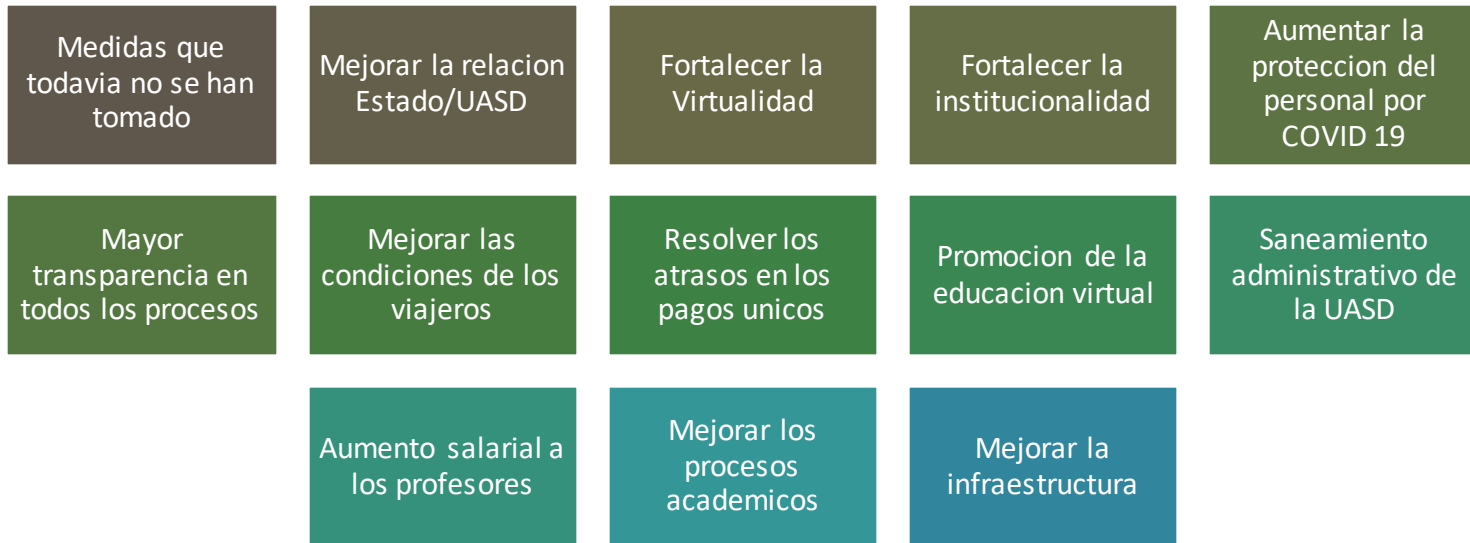 Medidas que
todavia no se han
tomado
Mejorar la relacion
Estado/UASD
Fortalecer la
Virtualidad
Fortalecer la
institucionalidad
Aumentar la
proteccion del
personal por
COVID 19
Mayor
transparencia en
todos los procesos
Mejorar las
condiciones de los
viajeros
Resolver los
atrasos en los
pagos unicos
Promocion de la
educacion virtual
Saneamiento
administrativo de
la UASD
Aumento salarial a
los profesores
Mejorar los
procesos
academicos
Mejorar la
infraestructura